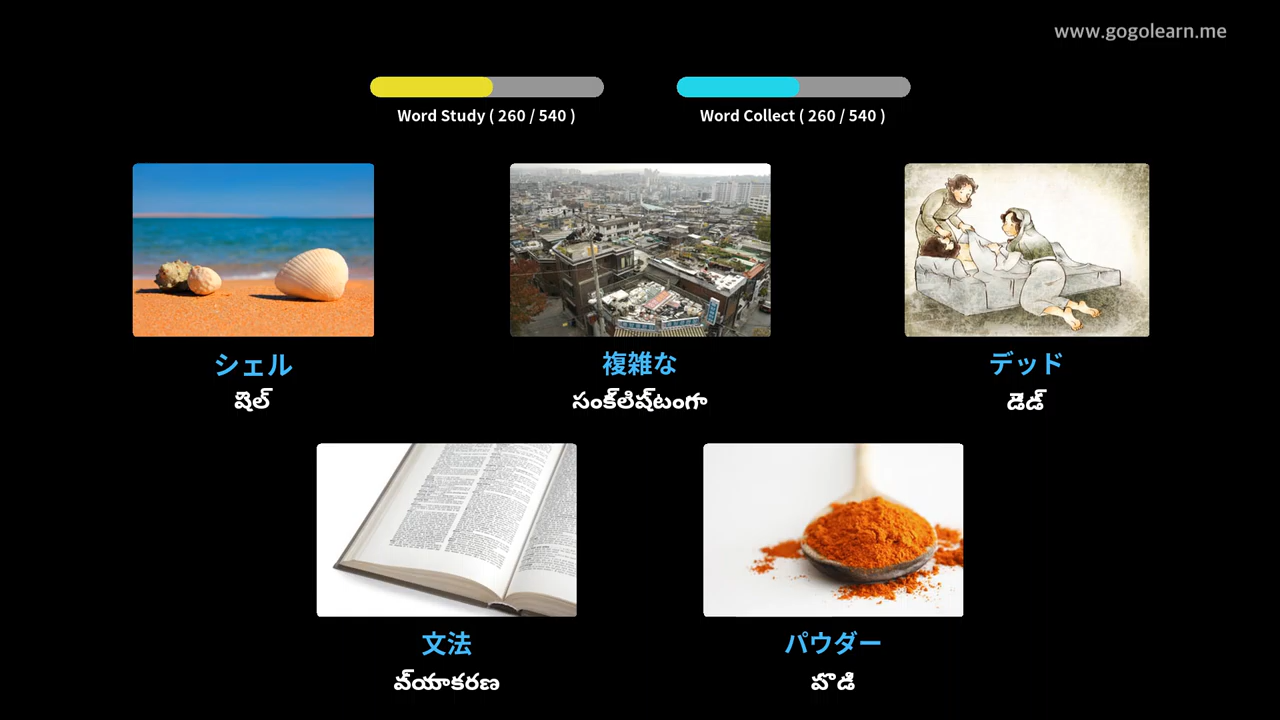 www.gogolearn.me
Word Study ( 260 / 540 )
Word Collect ( 260 / 540 )
シェル
షెల్
複雑な
సంక్లిష్టంగా
デッド
డెడ్
文法
వ్యాకరణ
パウダー
పొడి